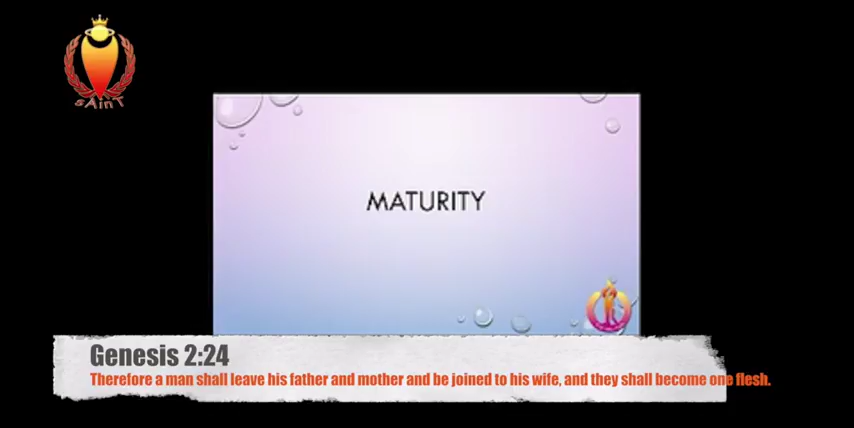 sAinT
MATURITY
Genesis 2:24
Therefore a man shall leave his father and mother and be joined to his wife, and they shall become one flesh.